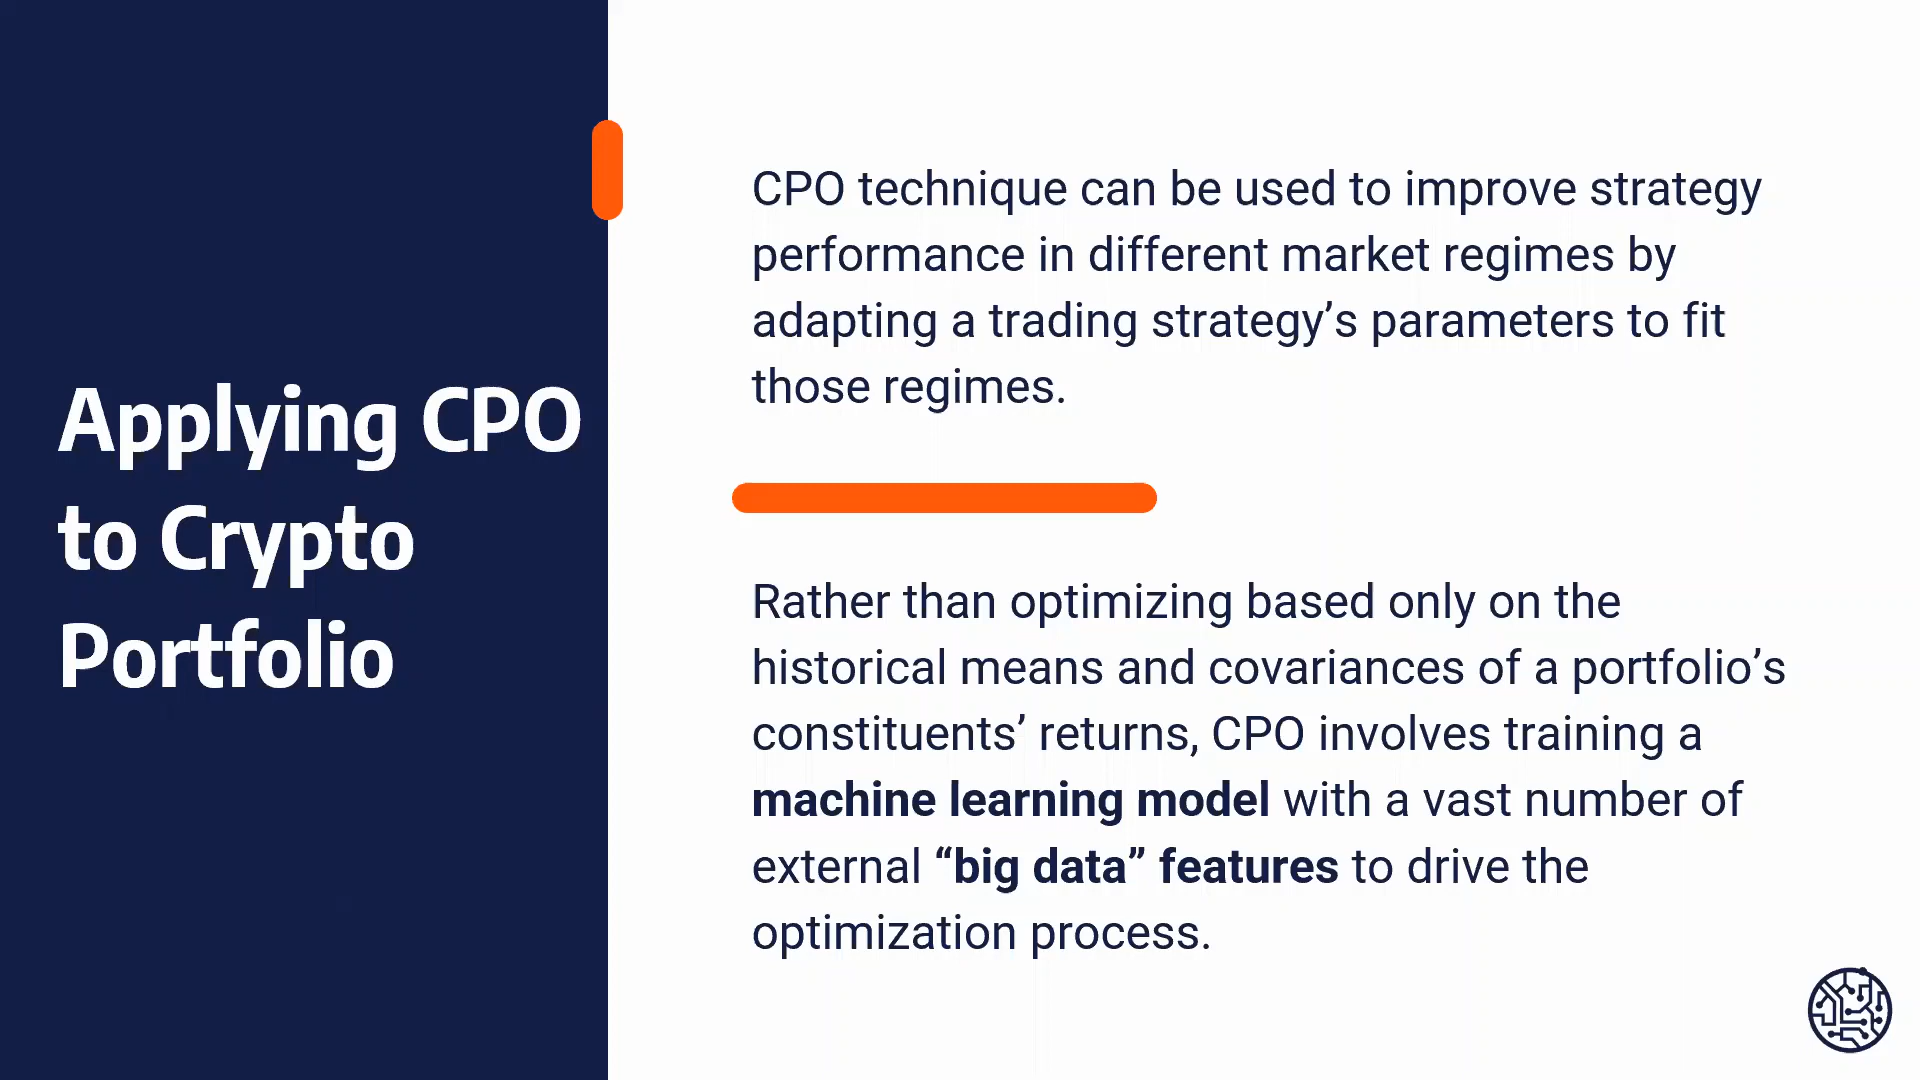 Applying CPO
to Crypto
Portfolio
CPO technique can be used to improve strategy
performance in different market regimes by
adapting a trading strategy’s parameters to fit
those regimes.
Rather than optimizing based only on the
historical means and covariances of a portfolio’s
constituents’ returns, CPO involves training a
machine learning model with a vast number of
external “big data” features to drive the
optimization process.